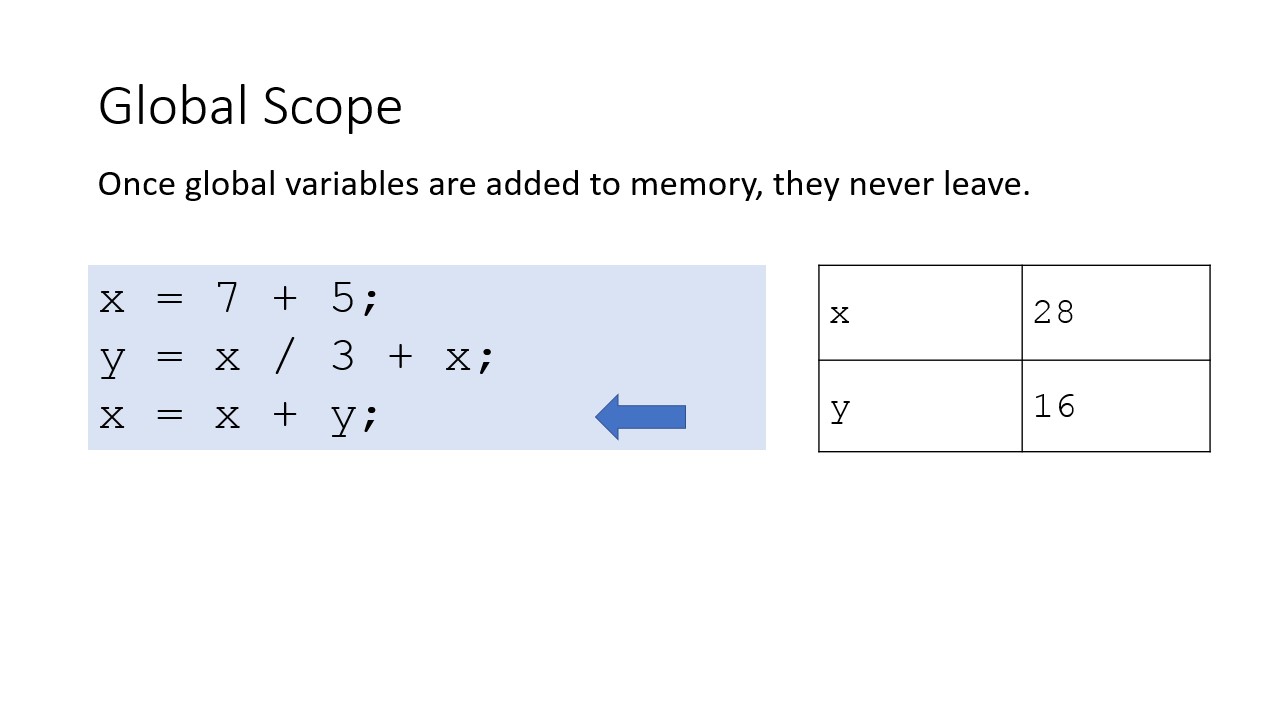 Global Scope
Once global variables are added to memory, they never leave.
x = 7 + 5;
y = x / 3 + x;
x = x + y;
x 28
y 16